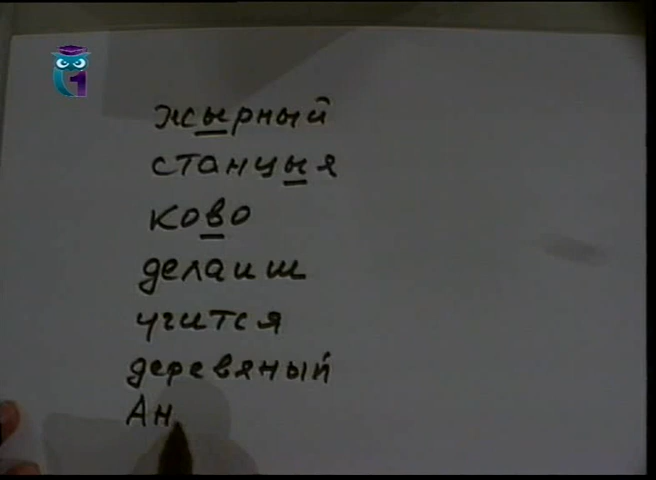 жырный
станцыя
ково
делаиш
учится
деревяный
Ан